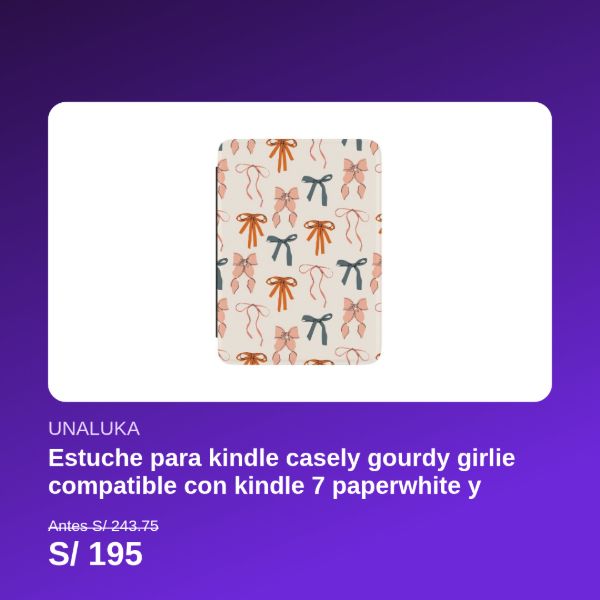 UNALUKA
Estuche para kindle casely gourdy girlie
compatible con kindle 7 paperwhite y
Antes S/ 243.75
S/ 195